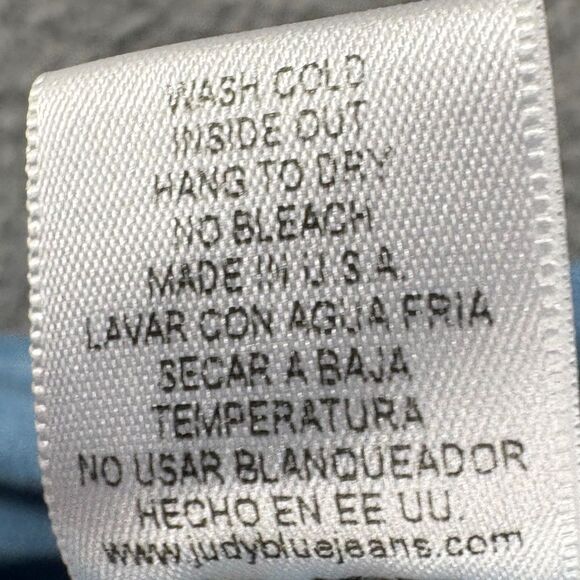 WASH COLD
INSIDE OUT
HANG TO DRY
NO BLEACH
MADE IN U.S.A.
LAVAR CON AGUA FRIA
SECAR A BAJA
TEMPERATURA
NO USAR BLANQUEADOR
HECHO EN EE UU.
www.judybluejeans.com